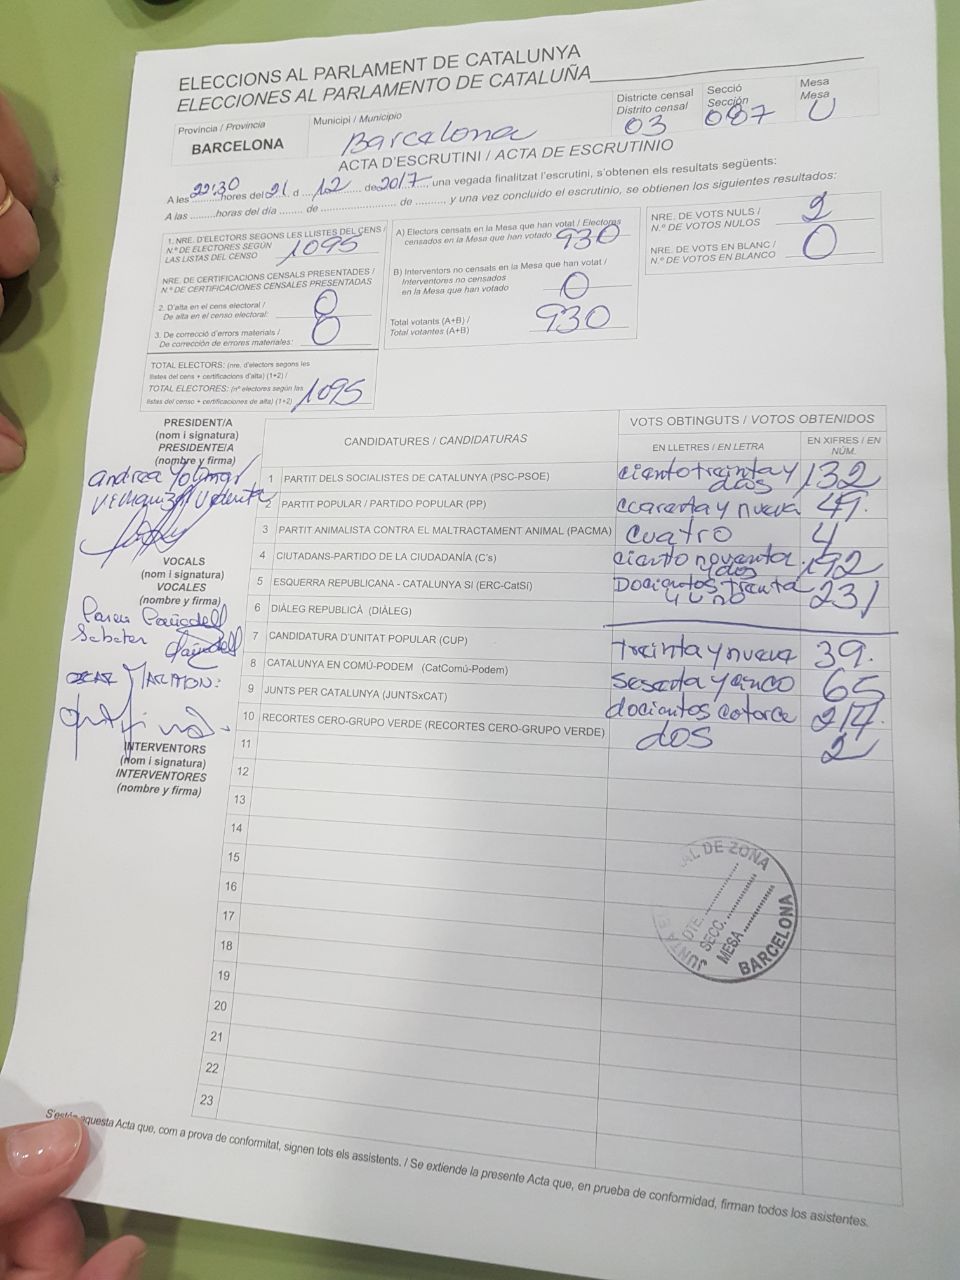 ELECCIONS AL PARLAMENT DE CATALUNYA
ELECCIONES AL PARLAMENTO DE CATALUÑA
Provincia / Provincia
BARCELONA
Municipi / Municipio
Barcelona
Districte censal
Distrito censal
03
Secció
Sección
087
Mesa
Mesa
U
ACTA D'ESCRUTINI / ACTA DE ESCRUTINIO
A les 22:30 hores del 21 d 12 de 2017, una vegada finalitzat l'escrutini, s'obtenen els resultats següents:
A las ......... horas del día ....... de ........................ de ........., y una vez concluido el escrutinio, se obtienen los siguientes resultados:
1. NRE. D'ELECTORS SEGONS LES LLISTES DEL CENS /
N.º DE ELECTORES SEGÚN
LAS LISTAS DEL CENSO
1095
NRE. DE CERTIFICACIONS CENSALS PRESENTADES /
N.º DE CERTIFICACIONES CENSALES PRESENTADAS
2. D'alta en el cens electoral /
De alta en el censo electoral:
0
3. De correcció d'errors materials /
De corrección de errores materiales:
0
TOTAL ELECTORS: (nre. d'electors segons les
llistes del cens + certificacions d'alta) (1+2) /
TOTAL ELECTORES: (nº electores según las
listas del censo + certificaciones de alta) (1+2)
1095
A) Electors censats en la Mesa que han votat / Electores
censados en la Mesa que han votado
930
B) Interventors no censats en la Mesa que han votat /
Interventores no censados
en la Mesa que han votado
0
Total votants (A+B) /
Total votantes (A+B)
930
NRE. DE VOTS NULS /
N.º DE VOTOS NULOS
2
NRE. DE VOTS EN BLANC /
N.º DE VOTOS EN BLANCO
0
PRESIDENT/A
(nom i signatura)
PRESIDENTE/A
(nombre y firma)
Andrea
VOCALS
(nom i signatura)
VOCALES
(nombre y firma)
INTERVENTORS
(nom i signatura)
INTERVENTORES
(nombre y firma)
CANDIDATURES / CANDIDATURAS
VOTS OBTINGUTS / VOTOS OBTENIDOS
EN LLETRES / EN LETRA
EN XIFRES / EN
NÚM.
1 PARTIT DELS SOCIALISTES DE CATALUNYA (PSC-PSOE) ciento treinta y dos 132
2 PARTIT POPULAR / PARTIDO POPULAR (PP) ccarenta y nueva 49.
3 PARTIT ANIMALISTA CONTRA EL MALTRACTAMENT ANIMAL (PACMA) cuatro 4
4 CIUTADANS-PARTIDO DE LA CIUDADANÍA (C's) ciento noventa y dos 192
5 ESQUERRA REPUBLICANA - CATALUNYA SÍ (ERC-CatSí) Docientos treinta y uno 231
6 DIÀLEG REPUBLICÀ (DIÀLEG)
7 CANDIDATURA D'UNITAT POPULAR (CUP) treinta y nueve 39.
8 CATALUNYA EN COMÚ-PODEM (CatComú-Podem) sesenta y cinco 65
9 JUNTS PER CATALUNYA (JUNTSxCAT) docientos catorce 214
10 RECORTES CERO-GRUPO VERDE (RECORTES CERO-GRUPO VERDE) dos 2
11
12
13
14
15
16
17
18
19
20
21
22
23
JUNTA DE ZONA
DTE.
SECC.
MESA
BARCELONA
S'estén aquesta Acta que, com a prova de conformitat, signen tots els assistents. / Se extiende la presente Acta que, en prueba de conformidad, firman todos los asistentes.